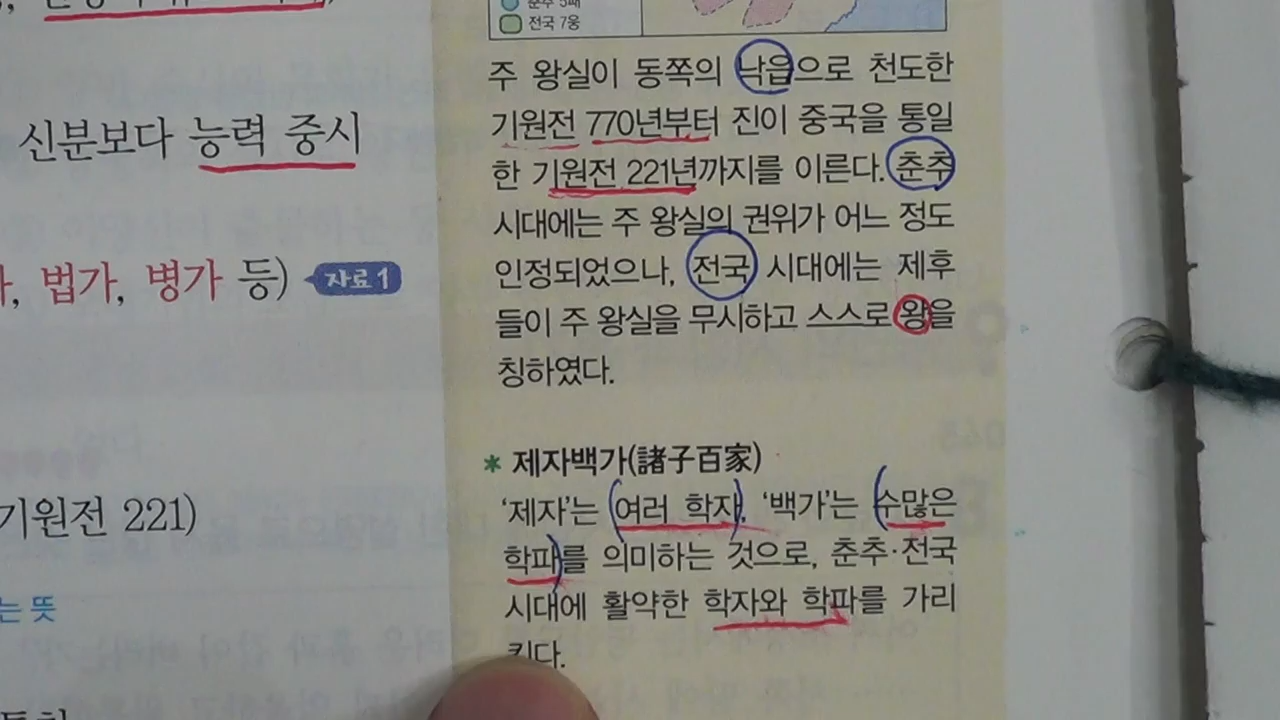 신분보다 능력 중시
법가, 병가 등) 자료 1
기원전 221)
는 뜻
춘추 5패
전국 7웅
주 왕실이 동쪽의 낙읍으로 천도한
기원전 770년부터 진이 중국을 통일
한 기원전 221년까지를 이른다. 춘추
시대에는 주 왕실의 권위가 어느 정도
인정되었으나, 전국 시대에는 제후
들이 주 왕실을 무시하고 스스로 왕을
칭하였다.
* 제자백가(諸子百家)
‘제자’는 여러 학자, ‘백가’는 수많은
학파를 의미하는 것으로, 춘추·전국
시대에 활약한 학자와 학파를 가리
킨다.